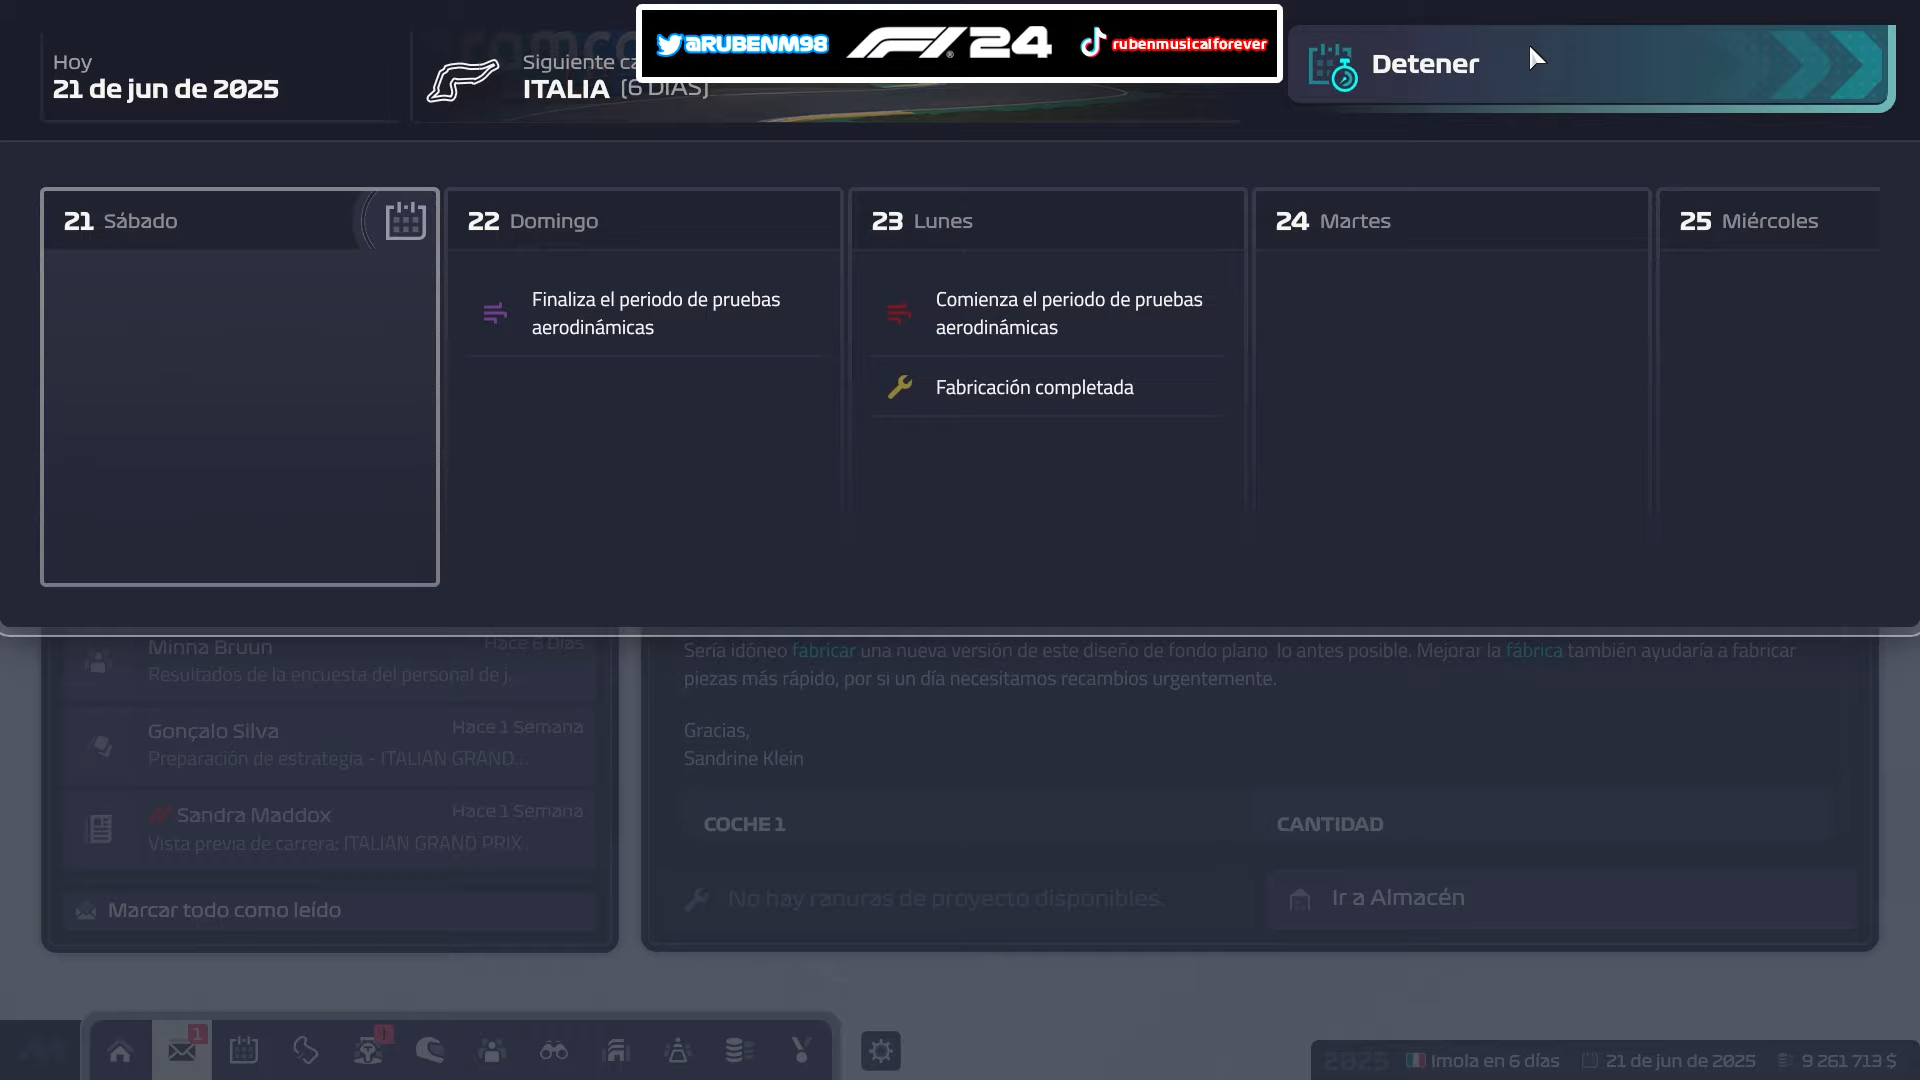 @RUBENM98
F1 24
rubenmusicalforever
Hoy
21 de jun de 2025
Siguiente ca
ITALIA (6 DÍAS)
Detener
21 Sábado
22 Domingo
23 Lunes
24 Martes
25 Miércoles
Finaliza el periodo de pruebas
aerodinámicas
Comienza el periodo de pruebas
aerodinámicas
Fabricación completada
Minna Bruun
Hace 6 Días
Resultados de la encuesta del personal de j...
Gonçalo Silva
Hace 1 Semana
Preparación de estrategia - ITALIAN GRAND...
Sandra Maddox
Hace 1 Semana
Vista previa de carrera: ITALIAN GRAND PRIX
Marcar todo como leído
Sería idóneo fabricar una nueva versión de este diseño de fondo plano lo antes posible. Mejorar la fábrica también ayudaría a fabricar
piezas más rápido, por si un día necesitamos recambios urgentemente.
Gracias,
Sandrine Klein
COCHE 1
CANTIDAD
No hay ranuras de proyecto disponibles.
Ir a Almacén
1
!
2025
Imola en 6 días
21 de jun de 2025
9 261 713 $